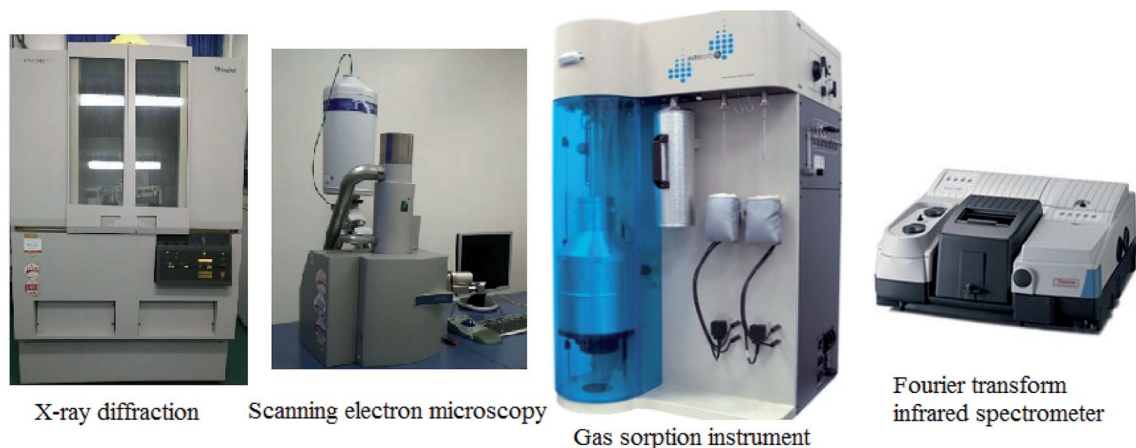 X-ray diffraction
Scanning electron microscopy
Gas sorption instrument
Fourier transform
infrared spectrometer